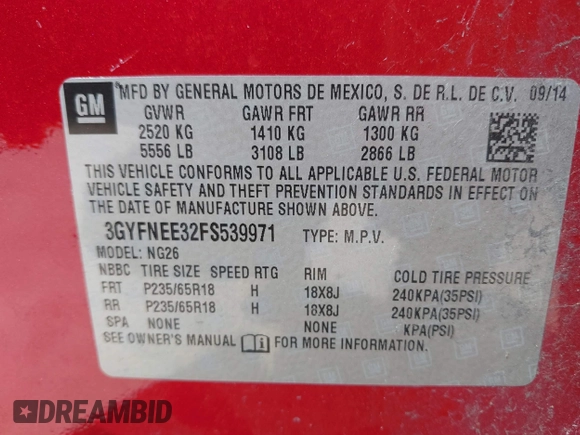 GM
MFD BY GENERAL MOTORS DE MEXICO, S. DE R.L. DE C.V. 09/14
GVWR GAWR FRT GAWR RR
2520 KG 1410 KG 1300 KG
5556 LB 3108 LB 2866 LB
THIS VEHICLE CONFORMS TO ALL APPLICABLE U.S. FEDERAL MOTOR
VEHICLE SAFETY AND THEFT PREVENTION STANDARDS IN EFFECT ON
THE DATE OF MANUFACTURE SHOWN ABOVE.
3GYFNEE32FS539971 TYPE: M.P.V.
MODEL: NG26
NBBC TIRE SIZE SPEED RTG RIM COLD TIRE PRESSURE
FRT P235/65R18 H 18X8J 240KPA(35PSI)
RR P235/65R18 H 18X8J 240KPA(35PSI)
SPA NONE NONE KPA(PSI)
SEE OWNER'S MANUAL FOR MORE INFORMATION.
DREAMBID